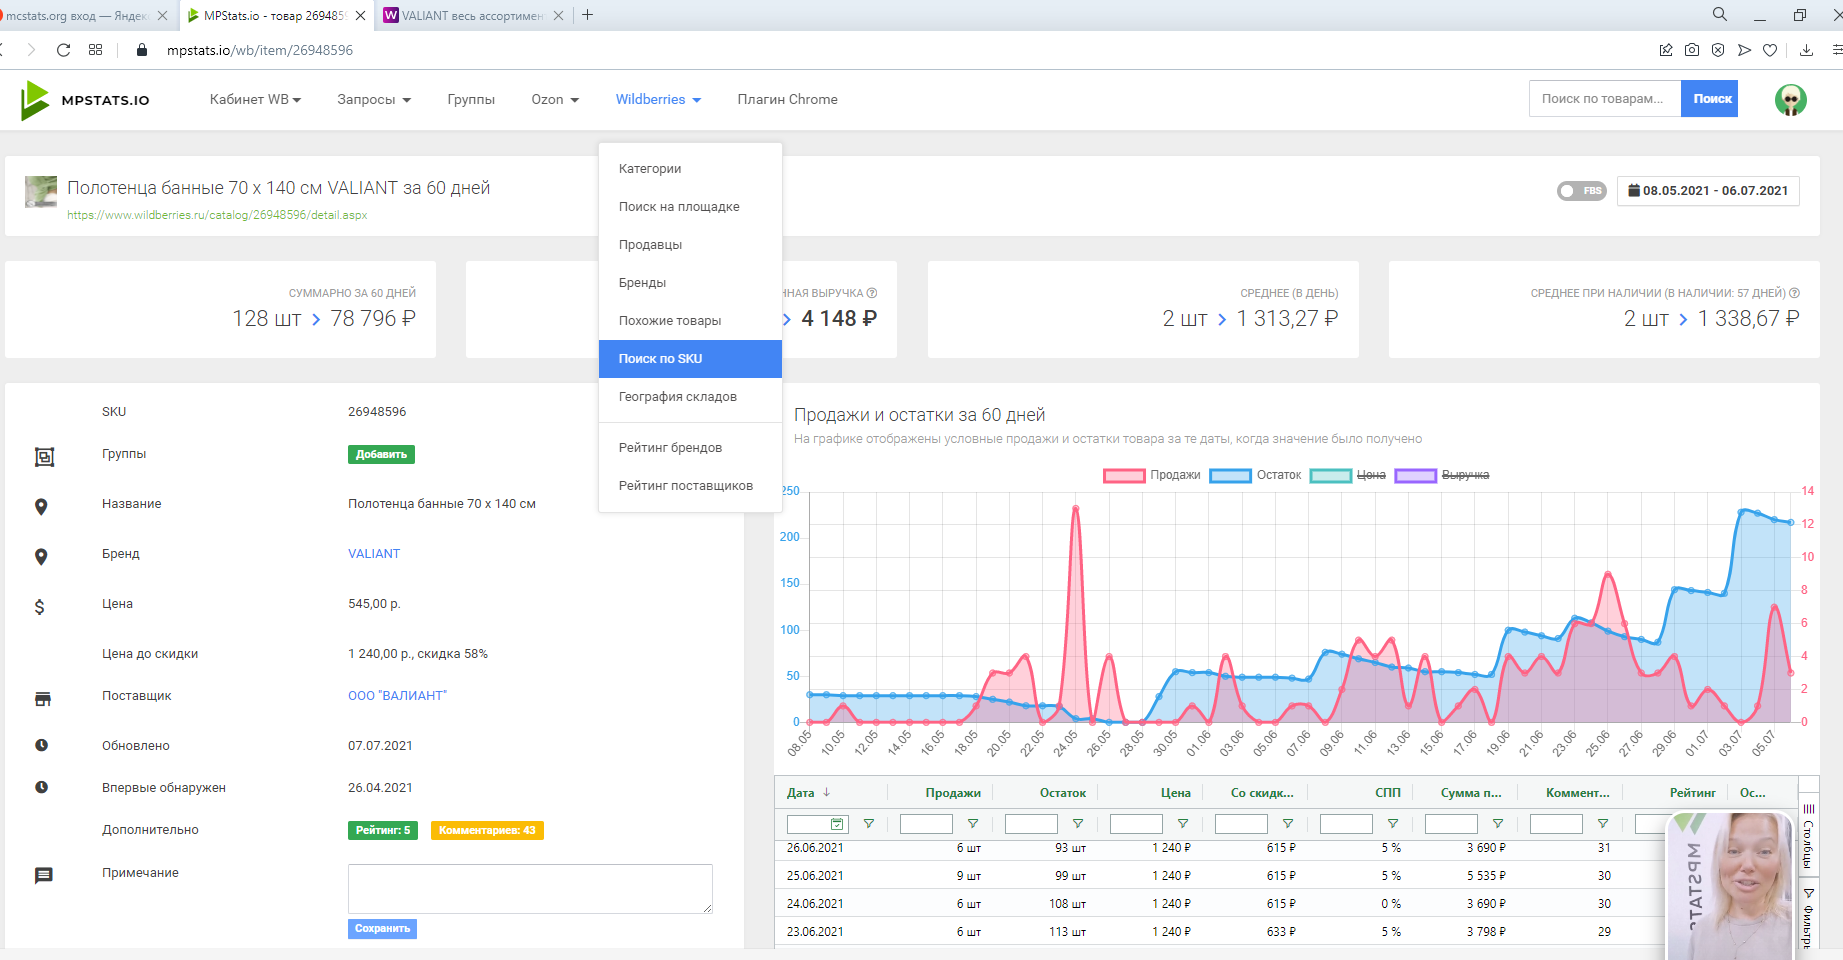 mcstats.org вход — Яндек
MPStats.io - товар 2694859
VALIANT весь ассортимен
mpstats.io/wb/item/26948596
MPSTATS.IO
Кабинет WB
Запросы
Группы
Ozon
Wildberries
Плагин Chrome
Поиск по товарам...
Поиск
Категории
Поиск на площадке
Продавцы
Бренды
Похожие товары
Поиск по SKU
География складов
Рейтинг брендов
Рейтинг поставщиков
Полотенца банные 70 х 140 см VALIANT за 60 дней
https://www.wildberries.ru/catalog/26948596/detail.aspx
FBS
08.05.2021 - 06.07.2021
СУММАРНО ЗА 60 ДНЕЙ
128 шт > 78 796 ₽
ННАЯ ВЫРУЧКА
> 4 148 ₽
СРЕДНЕЕ (В ДЕНЬ)
2 шт > 1 313,27 ₽
СРЕДНЕЕ ПРИ НАЛИЧИИ (В НАЛИЧИИ: 57 ДНЕЙ)
2 шт > 1 338,67 ₽
SKU 26948596
Группы Добавить
Название Полотенца банные 70 х 140 см
Бренд VALIANT
Цена 545,00 р.
Цена до скидки 1 240,00 р., скидка 58%
Поставщик ООО "ВАЛИАНТ"
Обновлено 07.07.2021
Впервые обнаружен 26.04.2021
Дополнительно Рейтинг: 5 Комментариев: 43
Примечание
Сохранить
Продажи и остатки за 60 дней
На графике отображены условные продажи и остатки товара за те даты, когда значение было получено
Продажи Остаток Цена Выручка
250
200
150
100
50
0
14
12
10
8
6
4
2
0
08.05 10.05 12.05 14.05 16.05 18.05 20.05 22.05 24.05 26.05 28.05 30.05 01.06 03.06 05.06 07.06 09.06 11.06 13.06 15.06 17.06 19.06 21.06 23.06 25.06 27.06 29.06 01.07 03.07 05.07
Дата Продажи Остаток Цена Со скидк... СПП Сумма п... Коммент... Рейтинг Ос...
26.06.2021 6 шт 93 шт 1 240 ₽ 615 ₽ 5 % 3 690 ₽ 31
25.06.2021 9 шт 99 шт 1 240 ₽ 615 ₽ 5 % 5 535 ₽ 30
24.06.2021 6 шт 108 шт 1 240 ₽ 615 ₽ 0 % 3 690 ₽ 30
23.06.2021 6 шт 113 шт 1 240 ₽ 633 ₽ 5 % 3 798 ₽ 29
Столбцы
Фильтры
MPSTAT